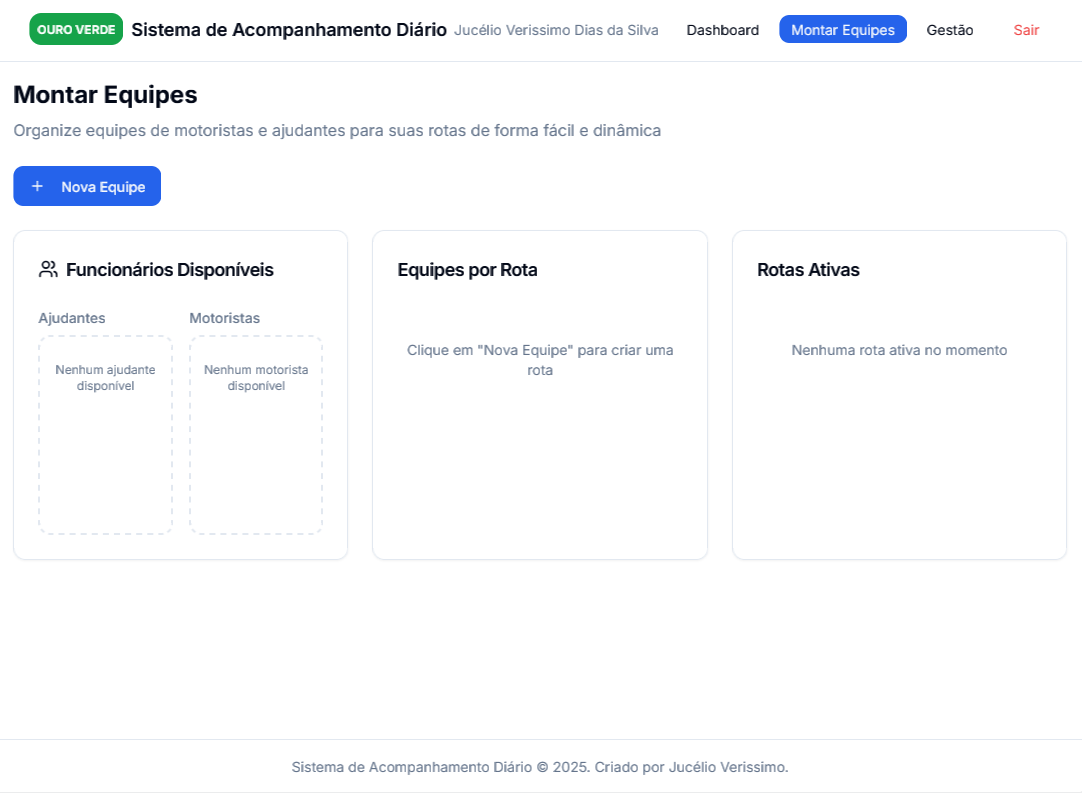 OURO VERDE Sistema de Acompanhamento Diário Jucélio Verissimo Dias da Silva Dashboard Montar Equipes Gestão Sair
Montar Equipes
Organize equipes de motoristas e ajudantes para suas rotas de forma fácil e dinâmica
+ Nova Equipe
Funcionários Disponíveis
Ajudantes
Nenhum ajudante
disponível
Motoristas
Nenhum motorista
disponível
Equipes por Rota
Clique em "Nova Equipe" para criar uma
rota
Rotas Ativas
Nenhuma rota ativa no momento
Sistema de Acompanhamento Diário © 2025. Criado por Jucélio Verissimo.